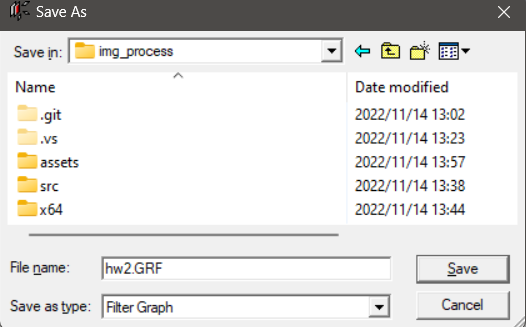 Save As
Save in: img_process
Name Date modified
.git 2022/11/14 13:02
.vs 2022/11/14 13:23
assets 2022/11/14 13:57
src 2022/11/14 13:38
x64 2022/11/14 13:44
File name: hw2.GRF Save
Save as type: Filter Graph Cancel